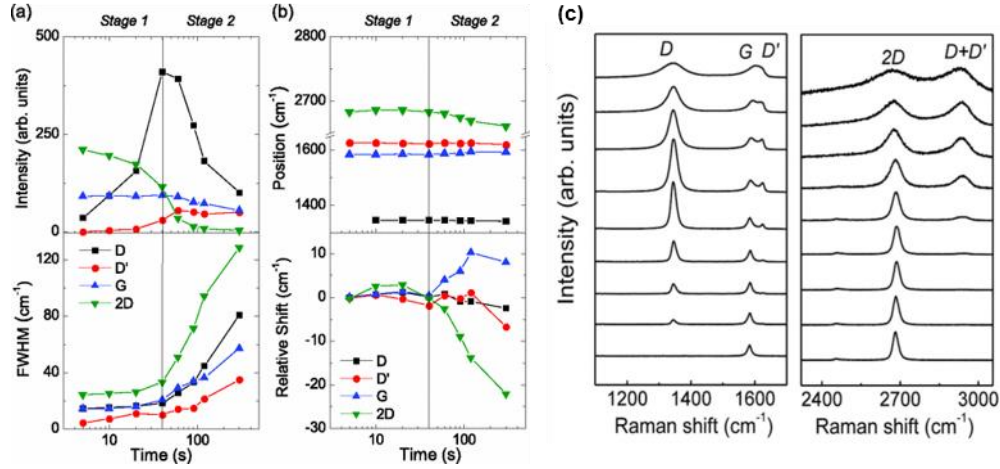 (a)
Stage 1
Stage 2
500
250
0
Intensity (arb. units)
D
D'
G
2D
120
80
40
0
FWHM (cm⁻¹)
10
100
Time (s)
(b)
Stage 1
Stage 2
2800
2700
1600
1400
Position (cm⁻¹)
10
0
-10
-20
-30
Relative Shift (cm⁻¹)
D
D'
G
2D
10
100
Time (s)
(c)
D
G
D'
2D
D+D'
Intensity (arb. units)
1200
1400
1600
Raman shift (cm⁻¹)
2400
2700
3000
Raman shift (cm⁻¹)